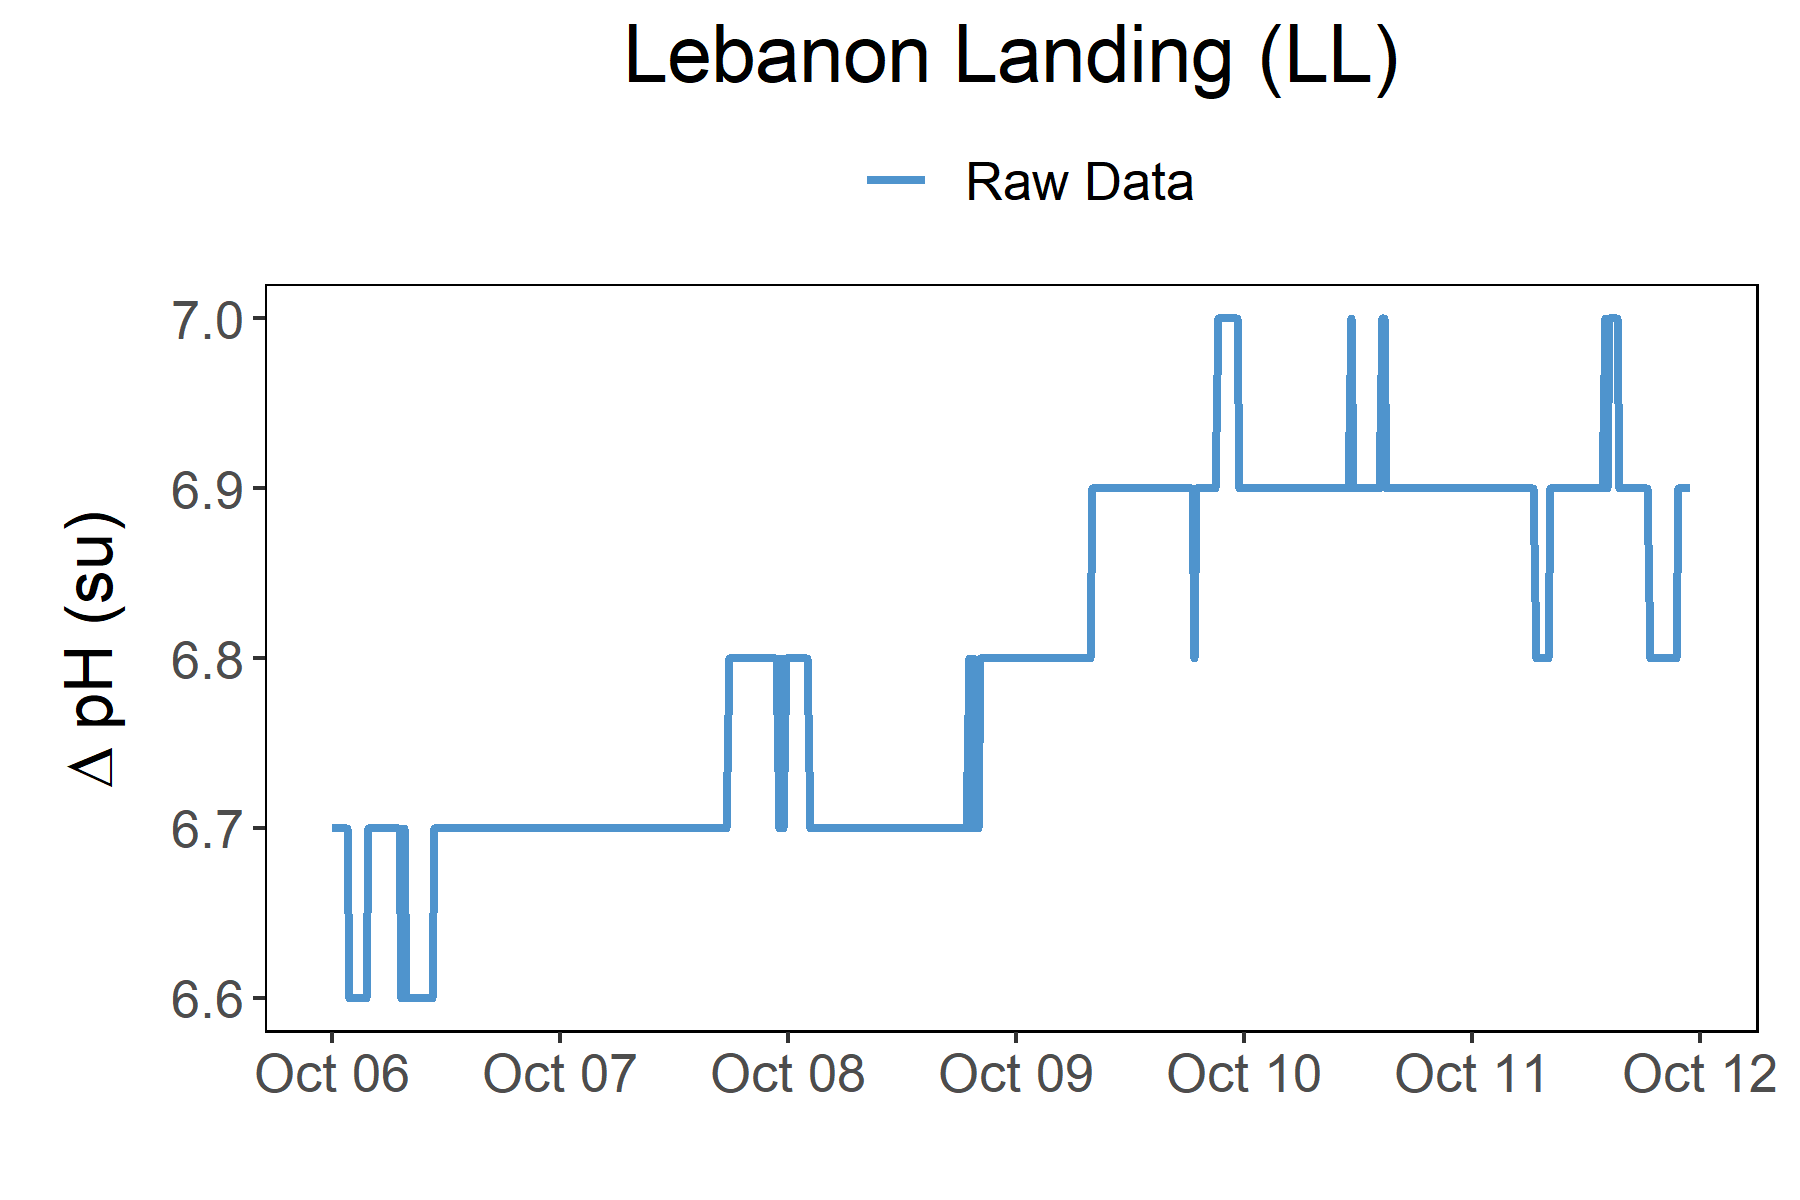 Lebanon Landing (LL)
Raw Data
Δ pH (su)
7.0
6.9
6.8
6.7
6.6
Oct 06 Oct 07 Oct 08 Oct 09 Oct 10 Oct 11 Oct 12